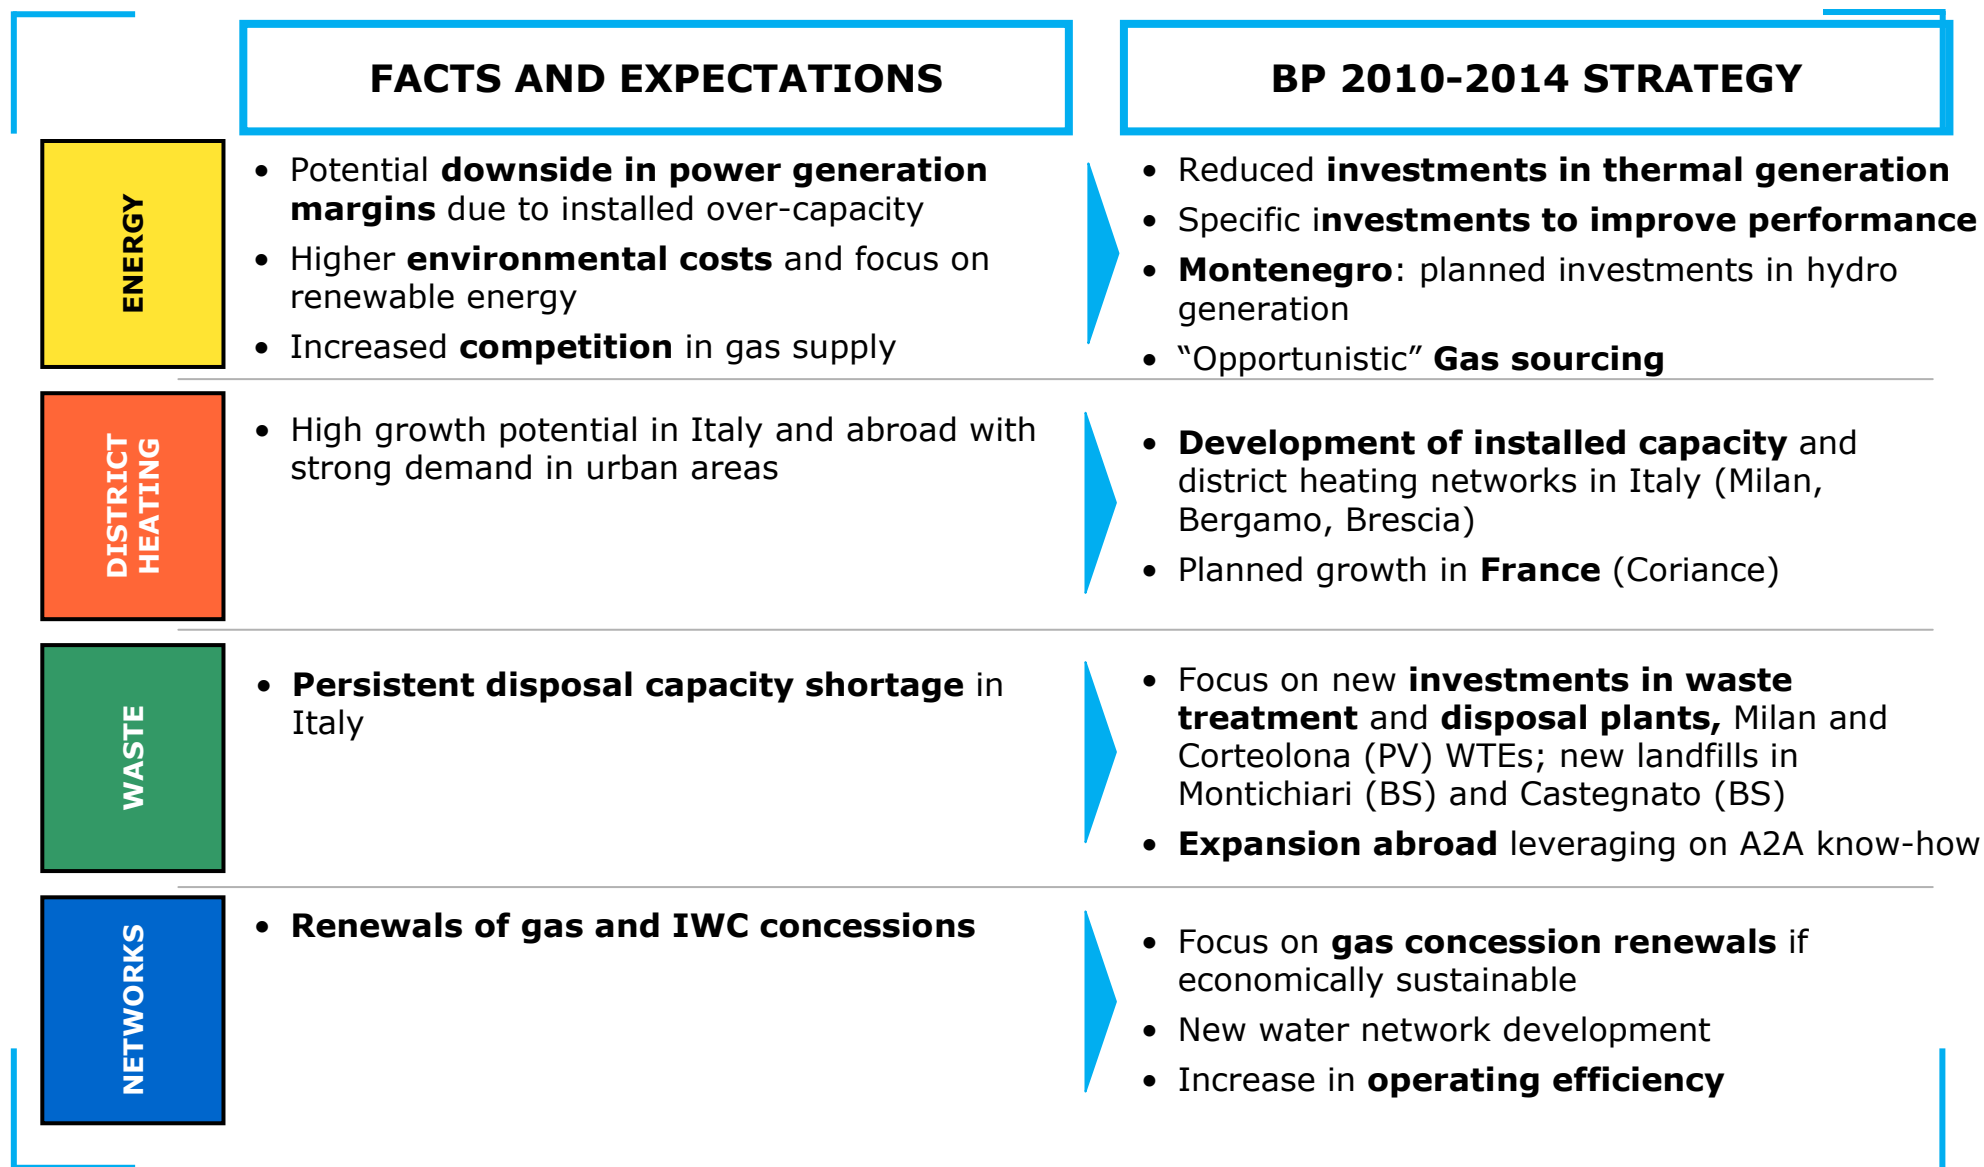 FACTS AND EXPECTATIONS
BP 2010-2014 STRATEGY
ENERGY
• Potential downside in power generation
margins due to installed over-capacity
• Higher environmental costs and focus on
renewable energy
• Increased competition in gas supply
• Reduced investments in thermal generation
• Specific investments to improve performance
• Montenegro: planned investments in hydro
generation
• “Opportunistic” Gas sourcing
DISTRICT
HEATING
• High growth potential in Italy and abroad with
strong demand in urban areas
• Development of installed capacity and
district heating networks in Italy (Milan,
Bergamo, Brescia)
• Planned growth in France (Coriance)
WASTE
• Persistent disposal capacity shortage in
Italy
• Focus on new investments in waste
treatment and disposal plants, Milan and
Corteolona (PV) WTEs; new landfills in
Montichiari (BS) and Castegnato (BS)
• Expansion abroad leveraging on A2A know-how
NETWORKS
• Renewals of gas and IWC concessions
• Focus on gas concession renewals if
economically sustainable
• New water network development
• Increase in operating efficiency